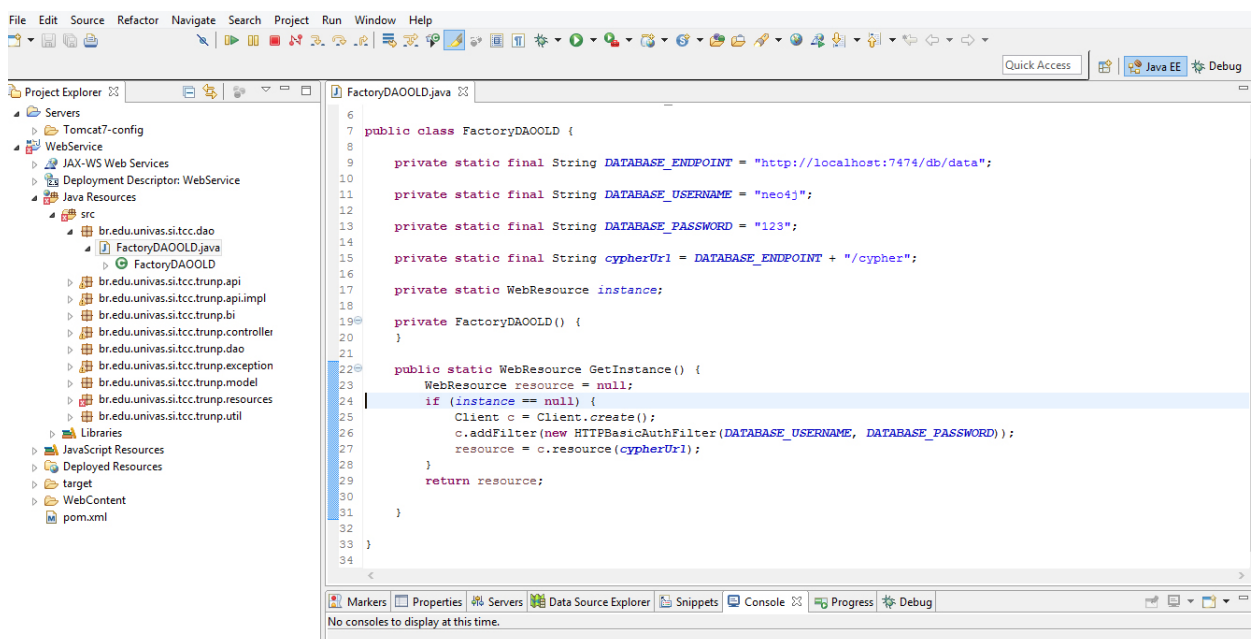 File Edit Source Refactor Navigate Search Project Run Window Help
Quick Access
Java EE
Debug
Project Explorer
Servers
Tomcat7-config
WebService
JAX-WS Web Services
Deployment Descriptor: WebService
Java Resources
src
br.edu.univas.si.tcc.dao
FactoryDAOOLD.java
FactoryDAOOLD
br.edu.univas.si.tcc.trunp.api
br.edu.univas.si.tcc.trunp.api.impl
br.edu.univas.si.tcc.trunp.bi
br.edu.univas.si.tcc.trunp.controller
br.edu.univas.si.tcc.trunp.dao
br.edu.univas.si.tcc.trunp.exception
br.edu.univas.si.tcc.trunp.model
br.edu.univas.si.tcc.trunp.resources
br.edu.univas.si.tcc.trunp.util
Libraries
JavaScript Resources
Deployed Resources
target
WebContent
pom.xml
FactoryDAOOLD.java
6
7 public class FactoryDAOOLD {
8
9 private static final String DATABASE_ENDPOINT = "http://localhost:7474/db/data";
10
11 private static final String DATABASE_USERNAME = "neo4j";
12
13 private static final String DATABASE_PASSWORD = "123";
14
15 private static final String cypherUrl = DATABASE_ENDPOINT + "/cypher";
16
17 private static WebResource instance;
18
19 private FactoryDAOOLD() {
20 }
21
22 public static WebResource GetInstance() {
23 WebResource resource = null;
24 if (instance == null) {
25 Client c = Client.create();
26 c.addFilter(new HTTPBasicAuthFilter(DATABASE_USERNAME, DATABASE_PASSWORD));
27 resource = c.resource(cypherUrl);
28 }
29 return resource;
30
31 }
32
33 }
34
Markers Properties Servers Data Source Explorer Snippets Console Progress Debug
No consoles to display at this time.